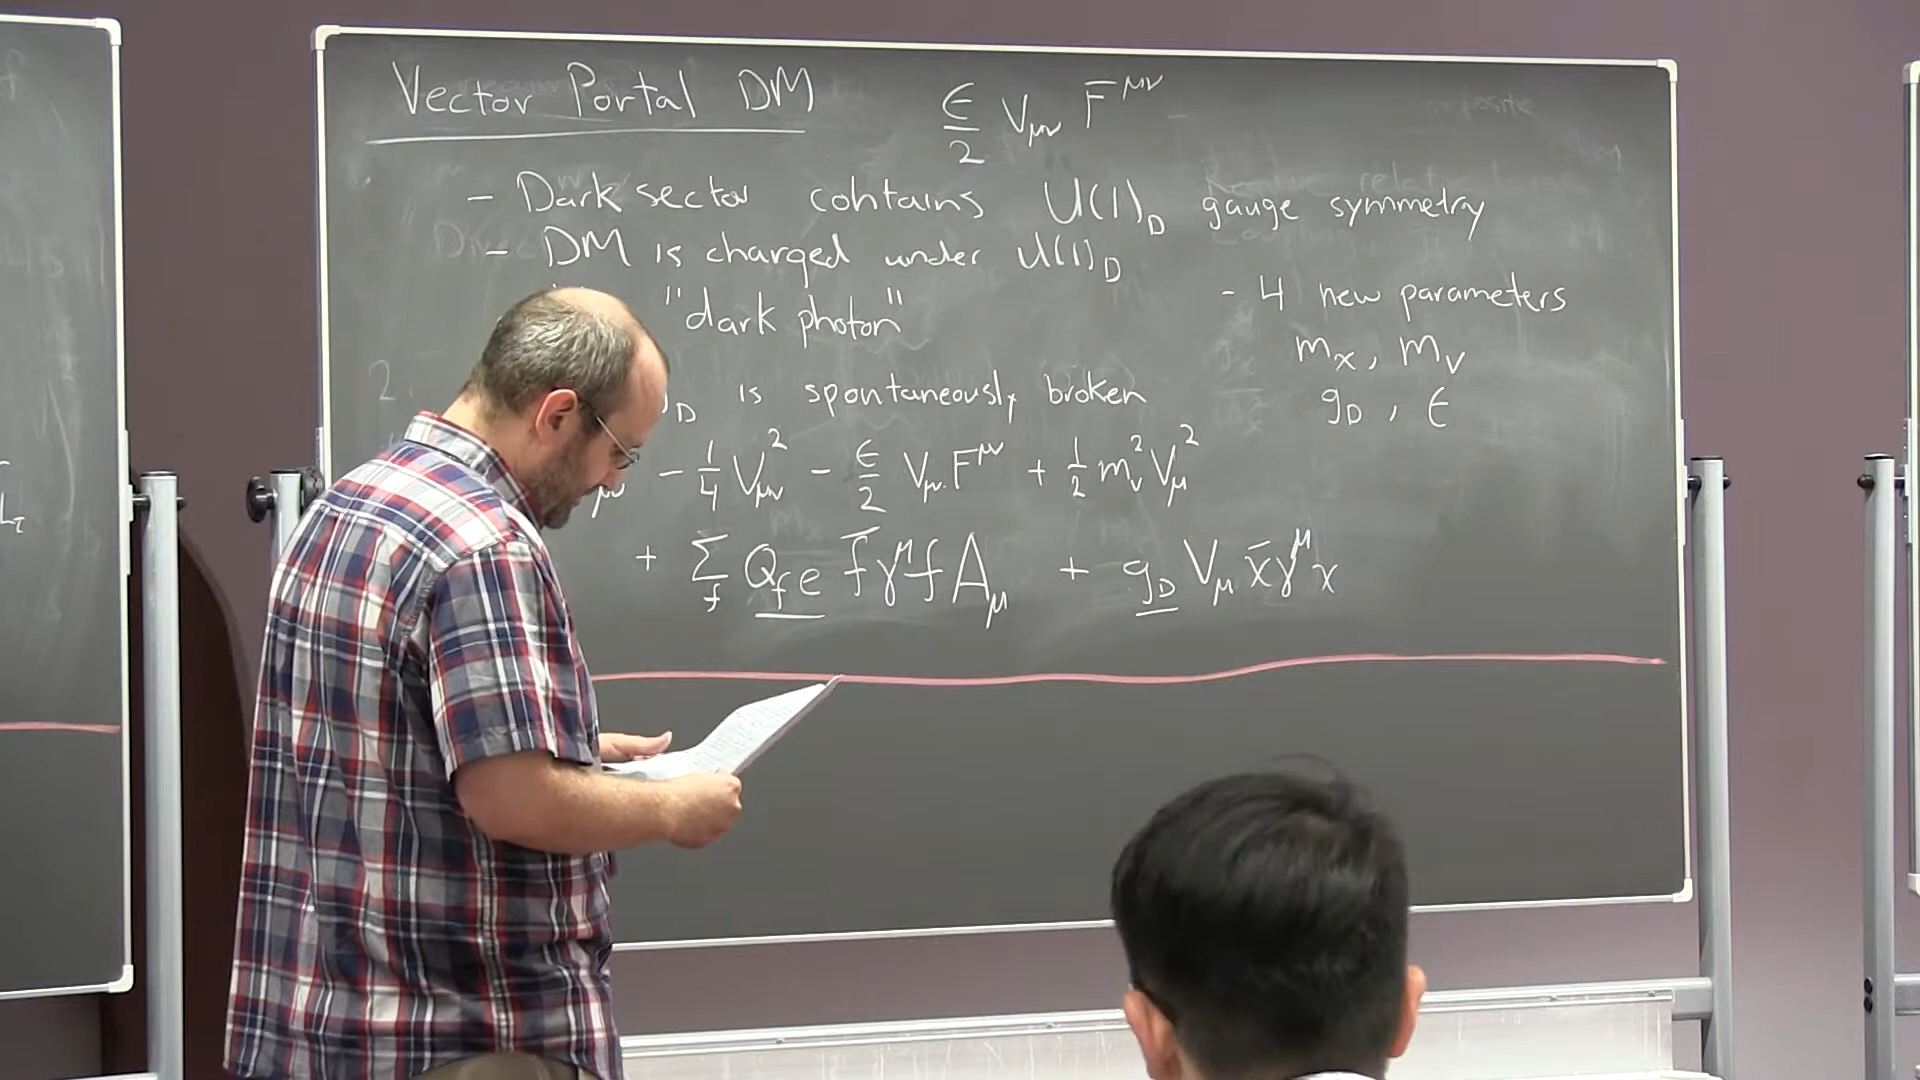 Vector Portal DM
ϵ/2 V_μν F^μν
- Dark sector contains U(1)_D gauge symmetry
- DM is charged under U(1)_D
"dark photon"
- 4 new parameters
m_χ, m_V
g_D, ϵ
2.
D is spontaneously broken
μν - 1/4 V_μν^2 - ϵ/2 V_μν F^μν + 1/2 m_V^2 V_μ^2
+ Σ_f Q_f e f̄ γ^μ f A_μ + g_D V_μ χ̄ γ^μ χ